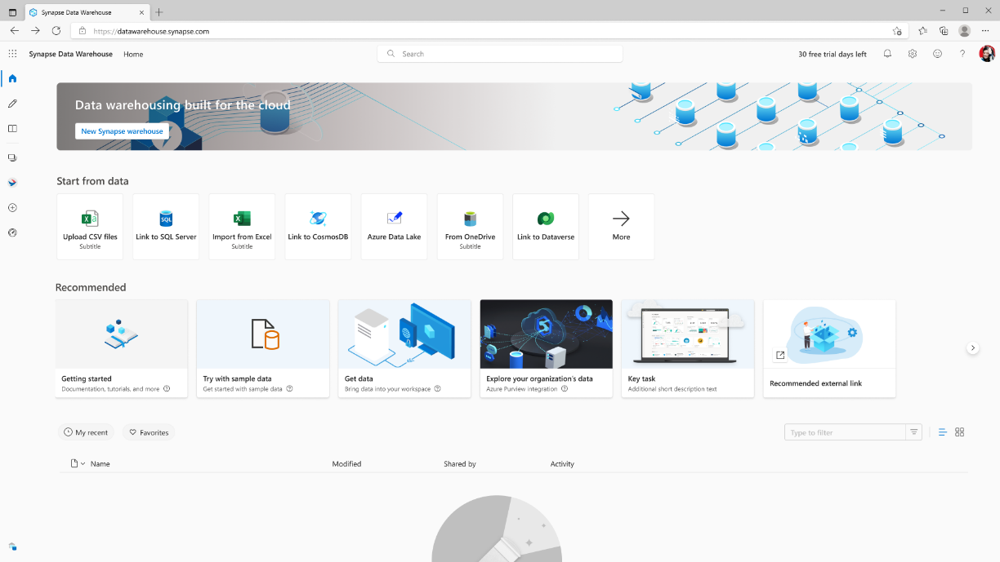 Synapse Data Warehouse
https://datawarehouse.synapse.com
Synapse Data Warehouse
Home
Search
30 free trial days left
Data warehousing built for the cloud
New Synapse warehouse
Start from data
Upload CSV files
Subtitle
SQL
Link to SQL Server
Import from Excel
Subtitle
Link to CosmosDB
Azure Data Lake
From OneDrive
Subtitle
Link to Dataverse
More
Recommended
Getting started
Documentation, tutorials, and more
Try with sample data
Get started with sample data
Get data
Bring data into your workspace
Explore your organization's data
Azure Purview integration
Key task
Additional short description text
Recommended external link
My recent
Favorites
Type to filter
Name
Modified
Shared by
Activity